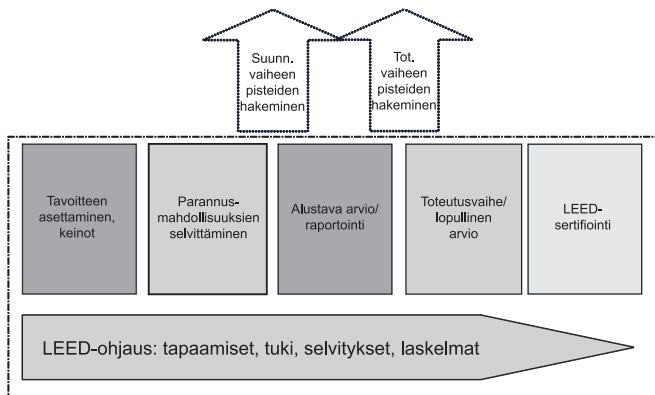 Suunn.
vaiheen
pisteiden
hakeminen
Tot.
vaiheen
pisteiden
hakeminen
Tavoitteen
asettaminen,
keinot
Parannus-
mahdollisuuksien
selvittäminen
Alustava arvio/
raportointi
Toteutusvaihe/
lopullinen
arvio
LEED-
sertifiointi
LEED-ohjaus: tapaamiset, tuki, selvitykset, laskelmat